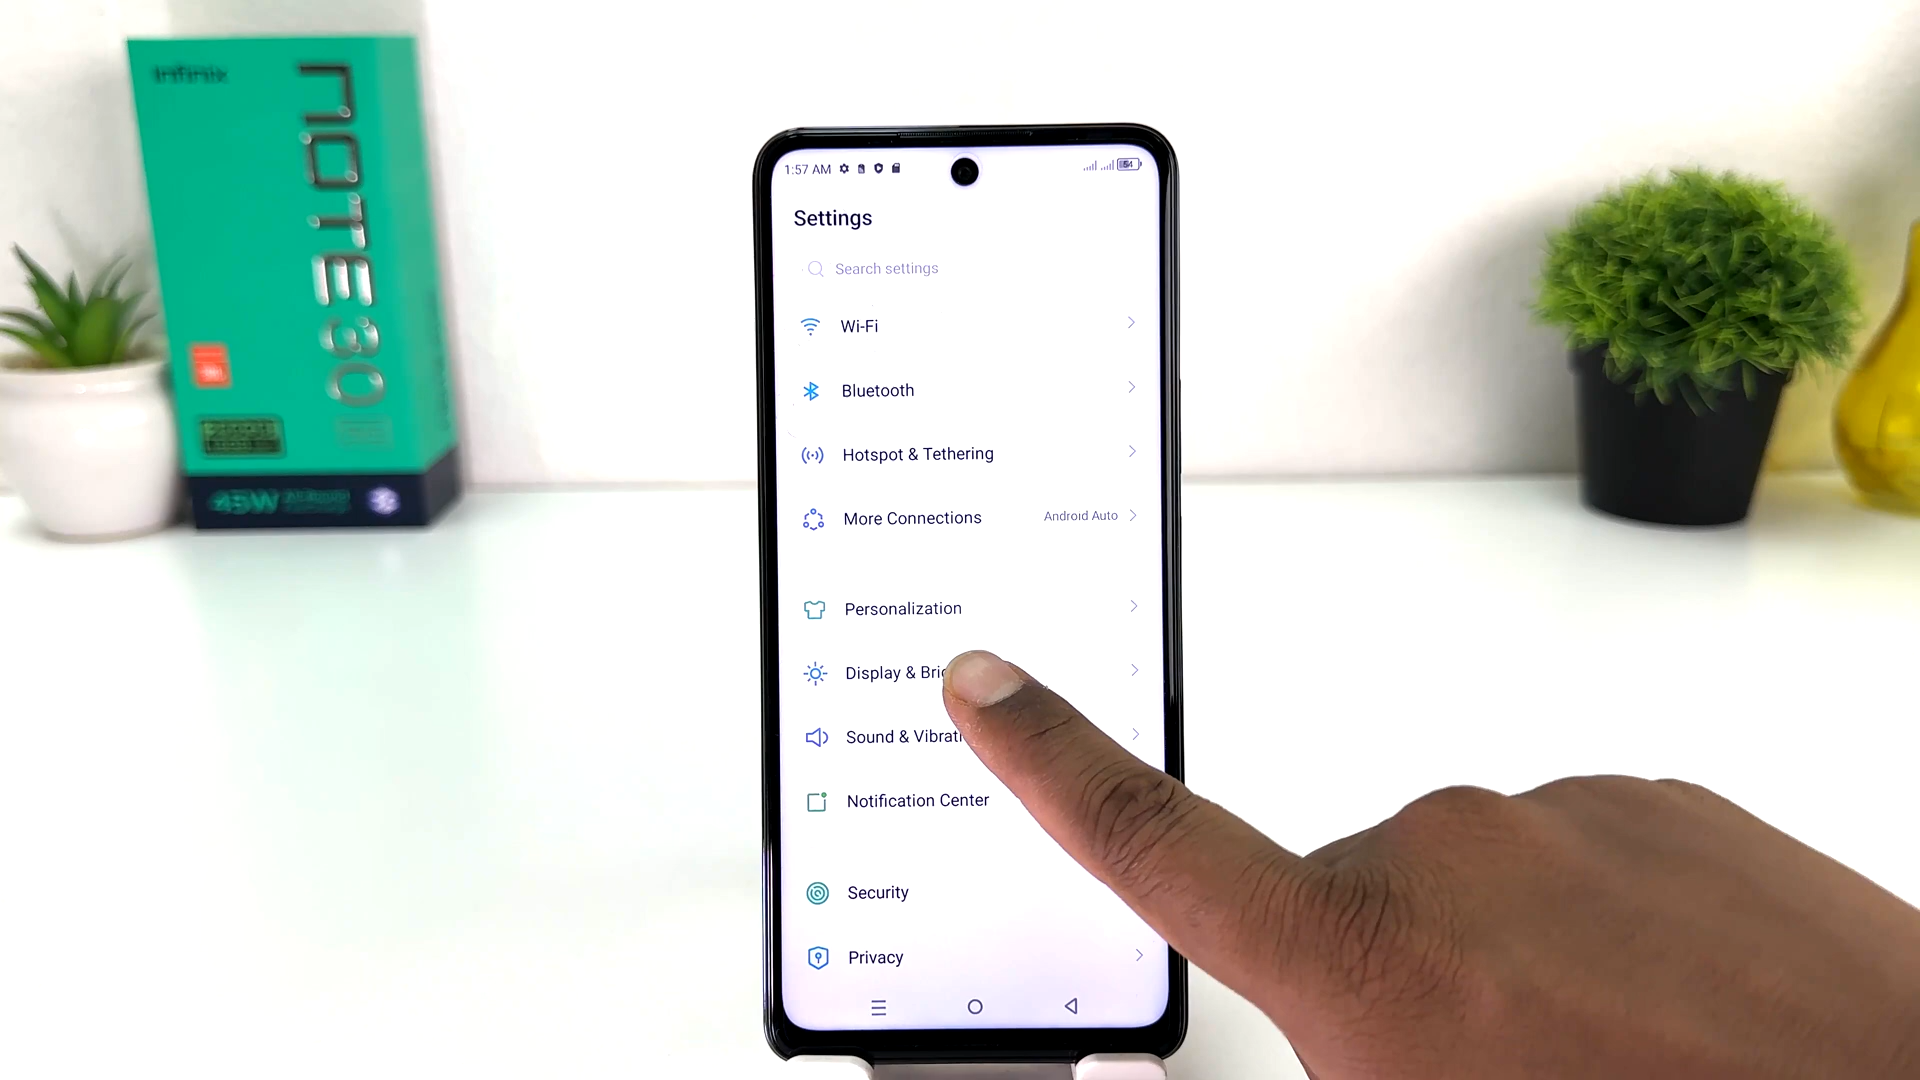 Infinix
NOTE 30
45W
1:57 AM
54
Settings
Search settings
Wi-Fi
Bluetooth
Hotspot & Tethering
More Connections
Android Auto
Personalization
Display & Bri
Sound & Vibrati
Notification Center
Security
Privacy